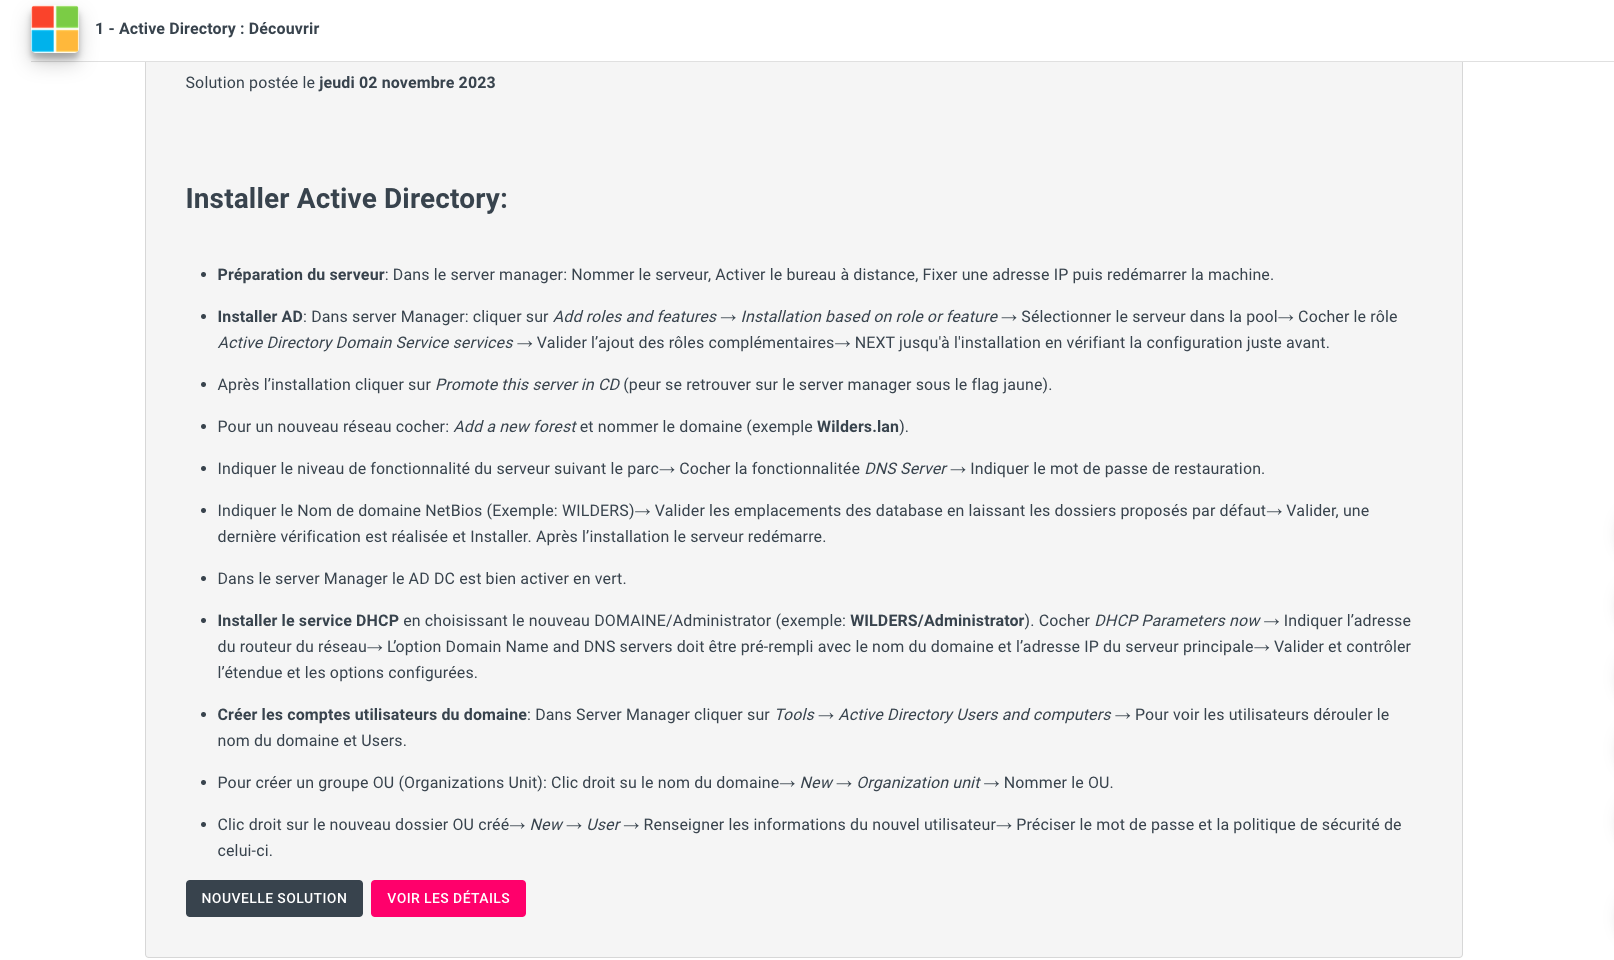 1 - Active Directory : Découvrir
Solution postée le jeudi 02 novembre 2023
Installer Active Directory:
• Préparation du serveur: Dans le server manager: Nommer le serveur, Activer le bureau à distance, Fixer une adresse IP puis redémarrer la machine.
• Installer AD: Dans server Manager: cliquer sur Add roles and features → Installation based on role or feature → Sélectionner le serveur dans la pool→ Cocher le rôle
Active Directory Domain Service services → Valider l’ajout des rôles complémentaires→ NEXT jusqu'à l'installation en vérifiant la configuration juste avant.
• Après l’installation cliquer sur Promote this server in CD (peur se retrouver sur le server manager sous le flag jaune).
• Pour un nouveau réseau cocher: Add a new forest et nommer le domaine (exemple Wilders.lan).
• Indiquer le niveau de fonctionnalité du serveur suivant le parc→ Cocher la fonctionnalitée DNS Server → Indiquer le mot de passe de restauration.
• Indiquer le Nom de domaine NetBios (Exemple: WILDERS)→ Valider les emplacements des database en laissant les dossiers proposés par défaut→ Valider, une
dernière vérification est réalisée et Installer. Après l’installation le serveur redémarre.
• Dans le server Manager le AD DC est bien activer en vert.
• Installer le service DHCP en choisissant le nouveau DOMAINE/Administrator (exemple: WILDERS/Administrator). Cocher DHCP Parameters now → Indiquer l’adresse
du routeur du réseau→ L’option Domain Name and DNS servers doit être pré-rempli avec le nom du domaine et l’adresse IP du serveur principale→ Valider et contrôler
l’étendue et les options configurées.
• Créer les comptes utilisateurs du domaine: Dans Server Manager cliquer sur Tools → Active Directory Users and computers → Pour voir les utilisateurs dérouler le
nom du domaine et Users.
• Pour créer un groupe OU (Organizations Unit): Clic droit su le nom du domaine→ New → Organization unit → Nommer le OU.
• Clic droit sur le nouveau dossier OU créé→ New → User → Renseigner les informations du nouvel utilisateur→ Préciser le mot de passe et la politique de sécurité de
celui-ci.
NOUVELLE SOLUTION VOIR LES DÉTAILS